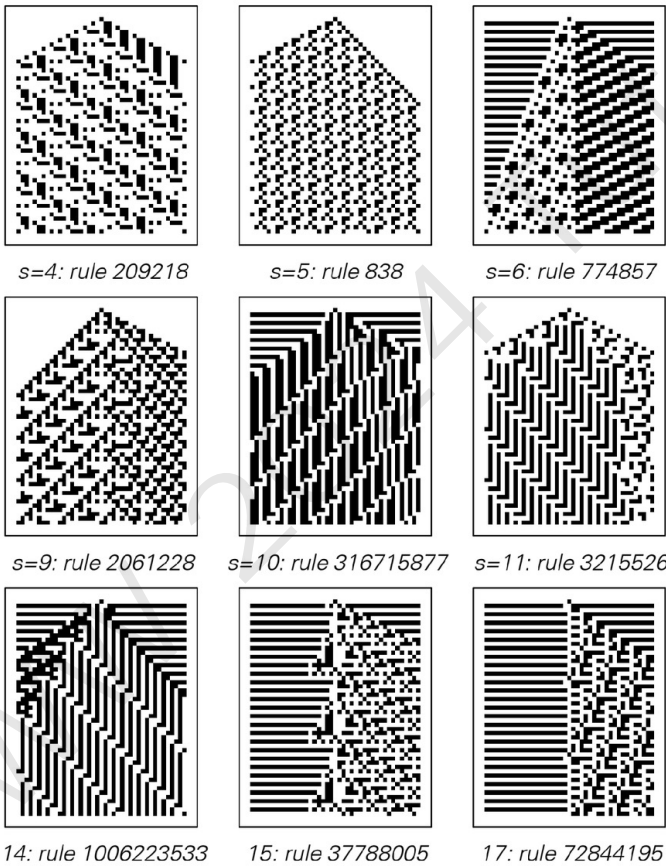 s=4: rule 209218
s=5: rule 838
s=6: rule 774857
s=9: rule 2061228
s=10: rule 316715877
s=11: rule 3215526
14: rule 1006223533
15: rule 37788005
17: rule 72844195